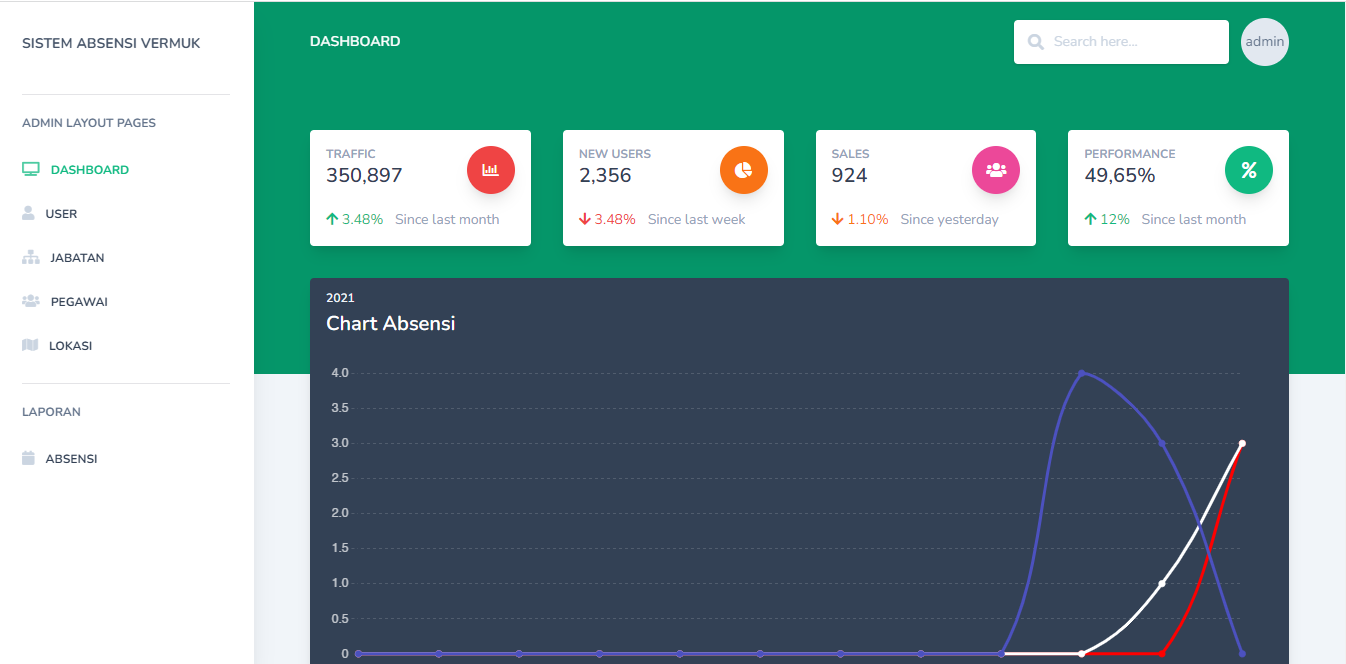 SISTEM ABSENSI VERMUK
ADMIN LAYOUT PAGES
DASHBOARD
USER
JABATAN
PEGAWAI
LOKASI
LAPORAN
ABSENSI
DASHBOARD
Search here...
admin
TRAFFIC
350,897
3.48% Since last month
NEW USERS
2,356
3.48% Since last week
SALES
924
1.10% Since yesterday
PERFORMANCE
49,65%
%
12% Since last month
2021
Chart Absensi
4.0
3.5
3.0
2.5
2.0
1.5
1.0
0.5
0